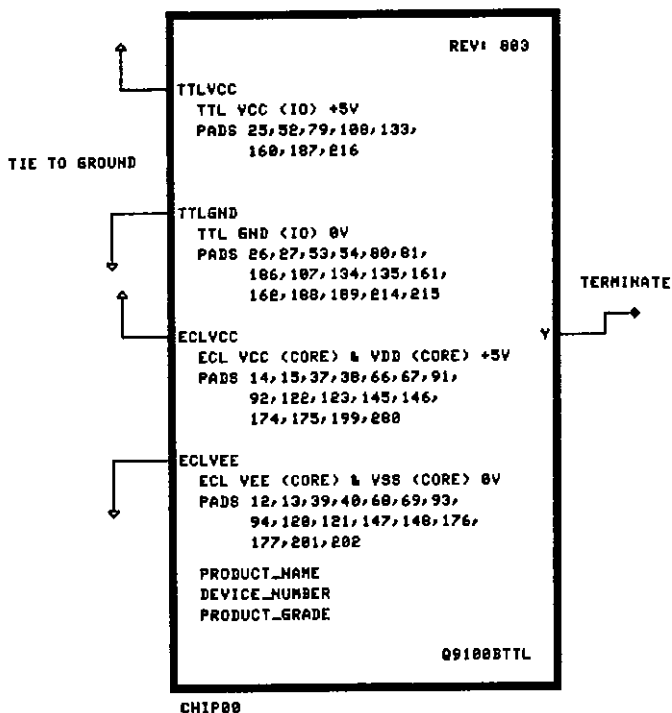 REV: 003
TTLVCC
TTL VCC (IO) +5V
PADS 25,52,79,108,133,
160,187,216
TIE TO GROUND
TTLGND
TTL GND (IO) 0V
PADS 26,27,53,54,80,81,
106,107,134,135,161,
162,188,189,214,215
TERMINATE
ECLVCC
Y
ECL VCC (CORE) & VDD (CORE) +5V
PADS 14,15,37,38,66,67,91,
92,122,123,145,146,
174,175,199,200
ECLVEE
ECL VEE (CORE) & VSS (CORE) 0V
PADS 12,13,39,40,68,69,93,
94,120,121,147,148,176,
177,201,202
PRODUCT_NAME
DEVICE_NUMBER
PRODUCT_GRADE
Q9100BTTL
CHIP00